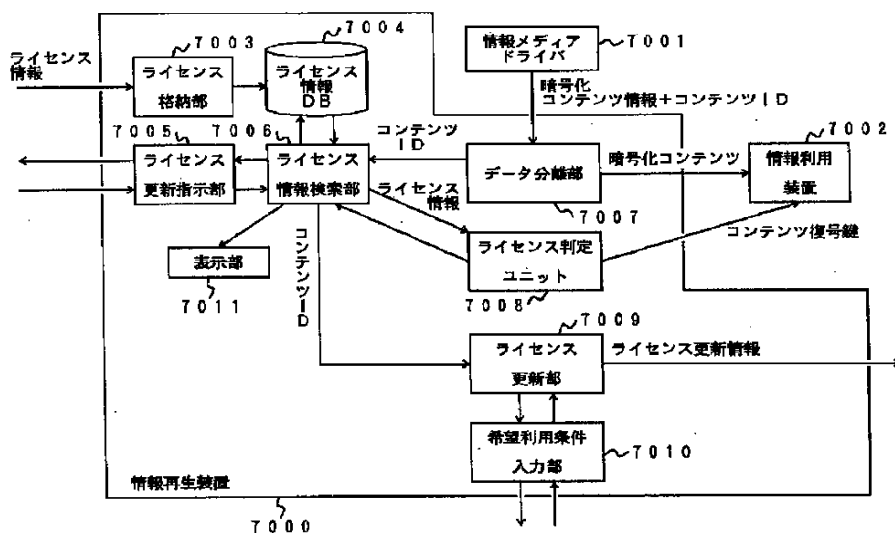 ライセンス
情報
7003
ライセンス
格納部
7004
ライセンス
情報
DB
情報メディア
ドライバ
7001
暗号化
コンテンツ情報+コンテンツID
7005
ライセンス
更新指示部
7006
ライセンス
情報検索部
コンテンツ
ID
データ分離部
7007
暗号化コンテンツ
7002
情報利用
装置
ライセンス
情報
ライセンス判定
ユニット
7008
コンテンツ復号鍵
表示部
7011
コンテンツID
7009
ライセンス
更新部
ライセンス更新情報
希望利用条件
入力部
7010
情報再生装置
7000